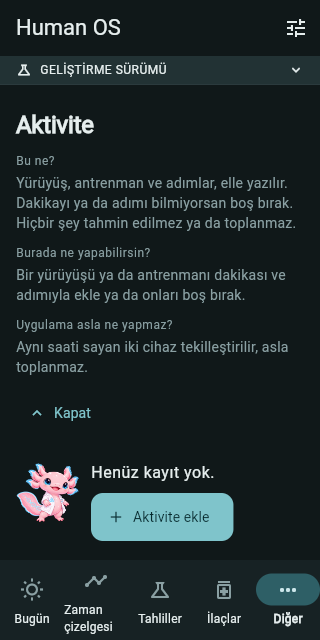 Human OS
GELİŞTİRME SÜRÜMÜ
Aktivite
Bu ne?
Yürüyüş, antrenman ve adımlar, elle yazılır.
Dakikayı ya da adımı bilmiyorsan boş bırak.
Hiçbir şey tahmin edilmez ya da toplanmaz.
Burada ne yapabilirsin?
Bir yürüyüşü ya da antrenmanı dakikası ve
adımıyla ekle ya da onları boş bırak.
Uygulama asla ne yapmaz?
Aynı saati sayan iki cihaz tekilleştirilir, asla
toplanmaz.
Kapat
Henüz kayıt yok.
Aktivite ekle
Bugün
Zaman
çizelgesi
Tahliller
İlaçlar
Diğer